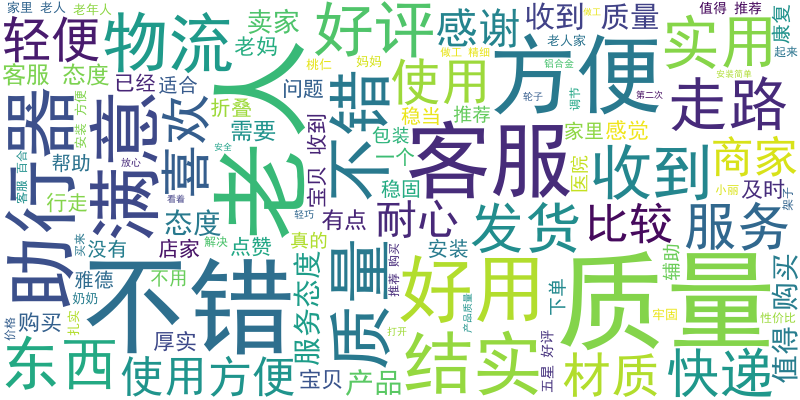 家里 老人
老年人
轻便
物流
卖家
老妈
好评
感谢
收到
做工
质量
值得 推荐
康复
起来
客服 态度
已经
适合
老人
桃仁
妈妈
问题
做工 精细
老人家
使用
方便
铝合金
实用
安装简单
第二次
走路
助行器
安装 方便
满意
喜欢
折叠
需要
不错
稳当
推荐
轮子
调节
包装
家里
感觉
客服
收到
医院
商家
小丽
及时
架子
客服 百合
帮助
放心
安全
宝贝 收到
一个
稳固
行走
看着
态度
轻巧
有点
耐心
发货
比较
服务
买来
没有
店家
解决
点赞
真的
安装
雅德
奶奶
不错
不用
服务态度
质量
推荐 购买
好用
产品质量
下单
质量
辅助
购买
价格
购买
扎实
厚实
打开
牢固
性价比
东西
使用方便
宝贝
产品
结实
五星 好评
材质
快递
值得